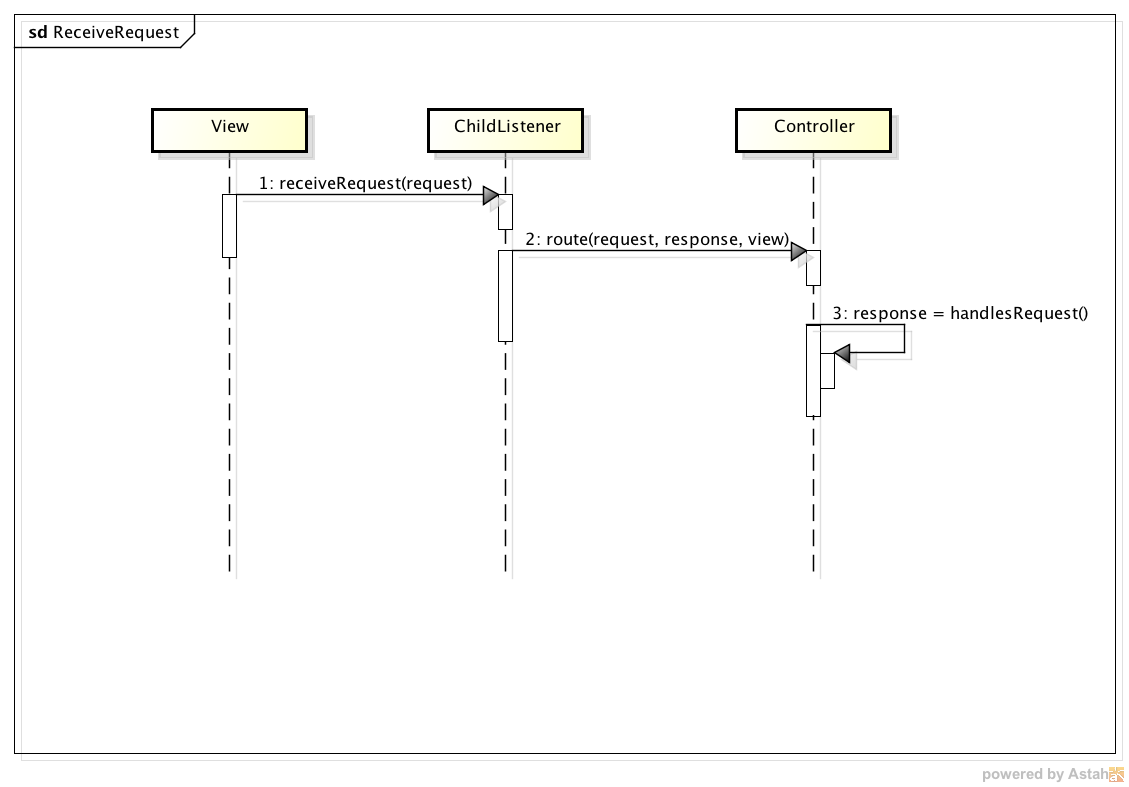 sd ReceiveRequest
View
ChildListener
Controller
1: receiveRequest(request)
2: route(request, response, view)
3: response = handlesRequest()
powered by Astah